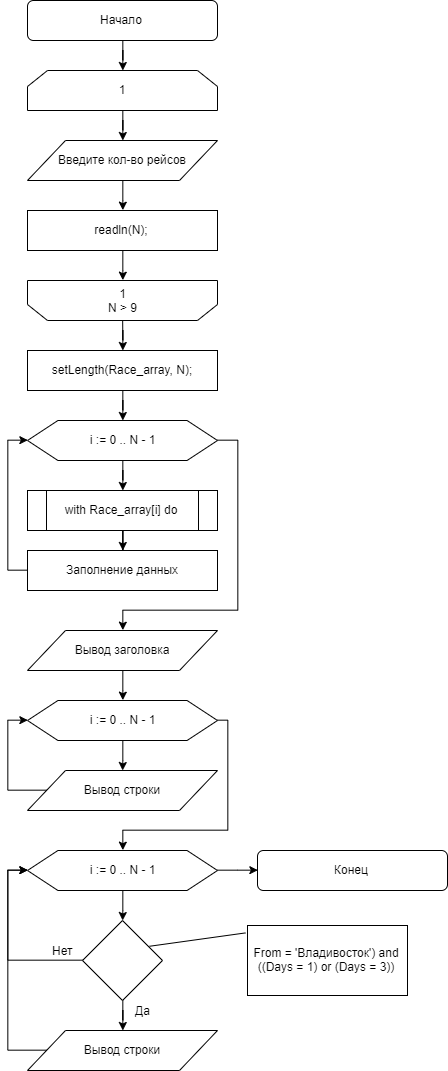 Начало
1
Введите кол-во рейсов
readln(N);
1
N > 9
setLength(Race_array, N);
i := 0 .. N - 1
with Race_array[i] do
Заполнение данных
Вывод заголовка
i := 0 .. N - 1
Вывод строки
i := 0 .. N - 1
Конец
Нет
From = 'Владивосток') and
((Days = 1) or (Days = 3))
Да
Вывод строки